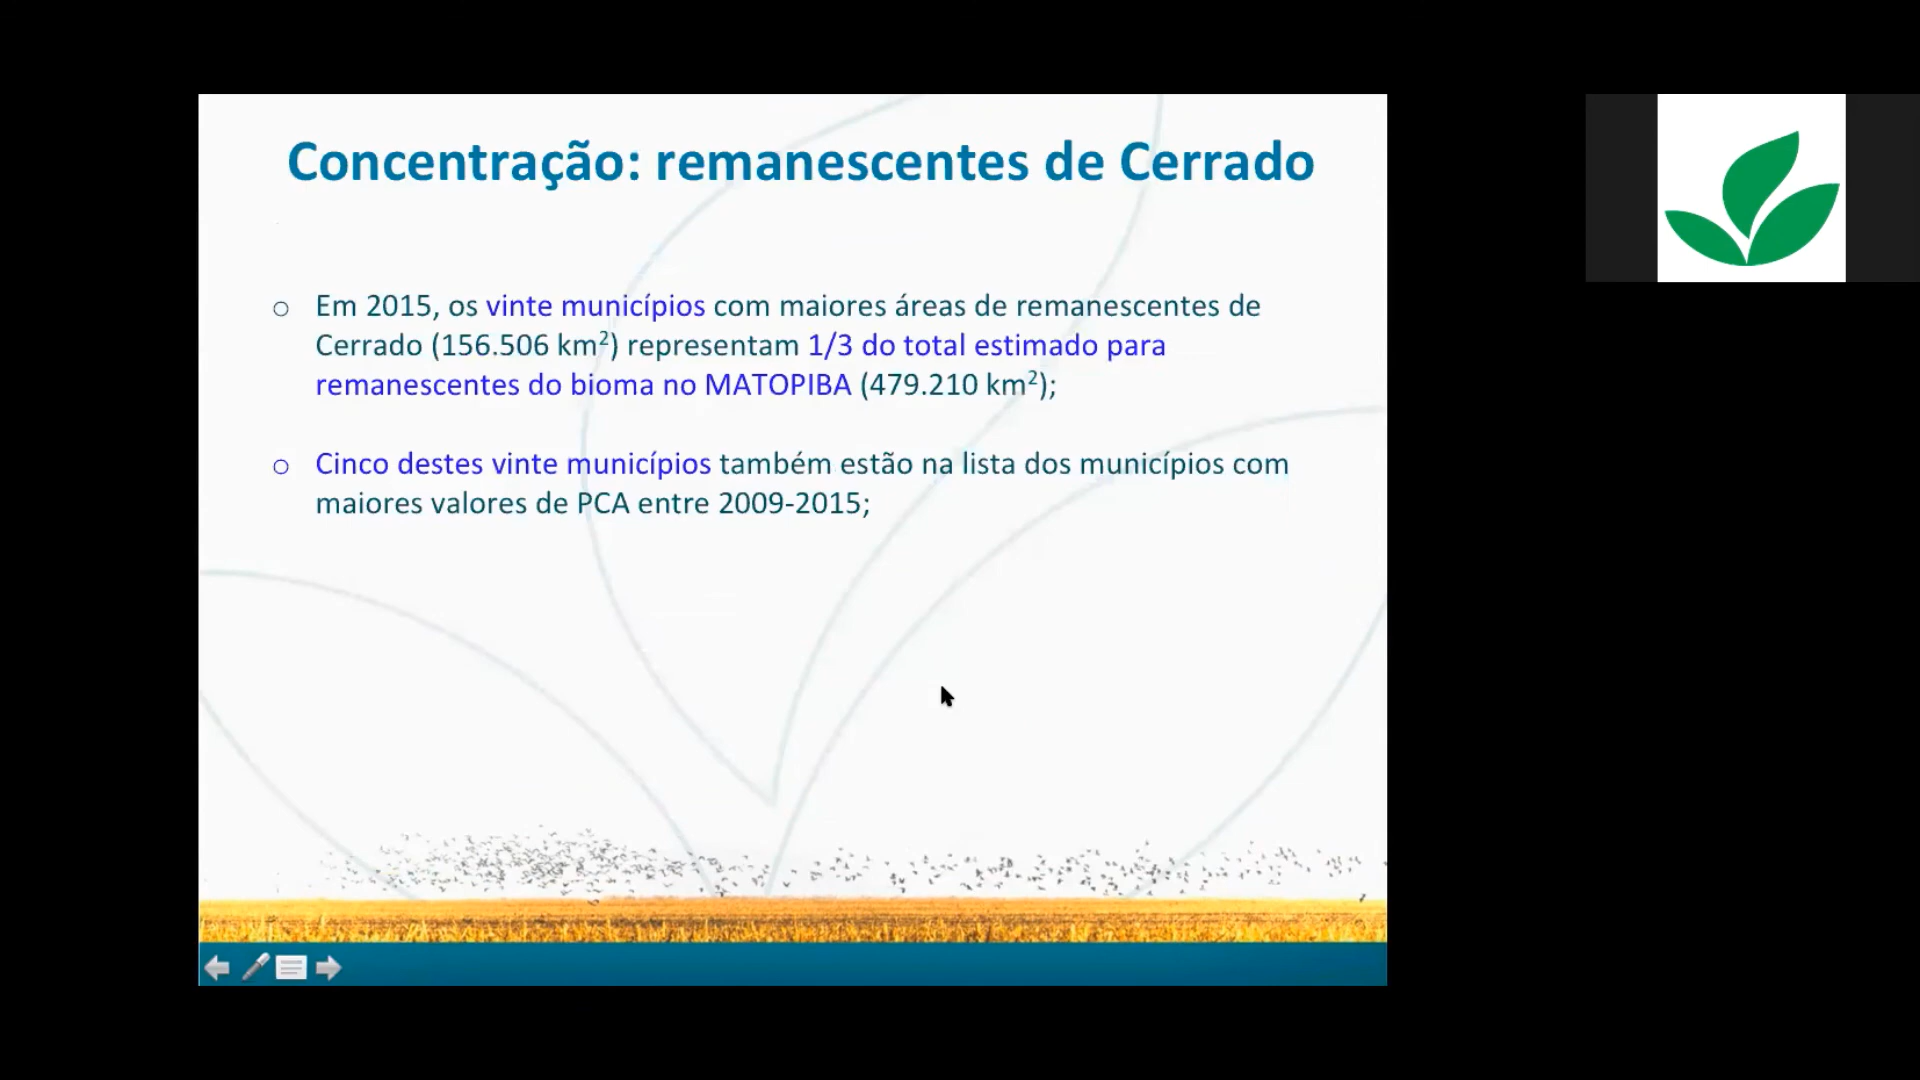 Concentração: remanescentes de Cerrado
o Em 2015, os vinte municípios com maiores áreas de remanescentes de
Cerrado (156.506 km²) representam 1/3 do total estimado para
remanescentes do bioma no MATOPIBA (479.210 km²);
o Cinco destes vinte municípios também estão na lista dos municípios com
maiores valores de PCA entre 2009-2015;